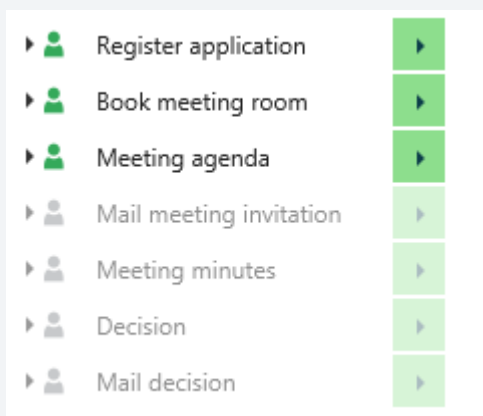 Register application
Book meeting room
Meeting agenda
Mail meeting invitation
Meeting minutes
Decision
Mail decision